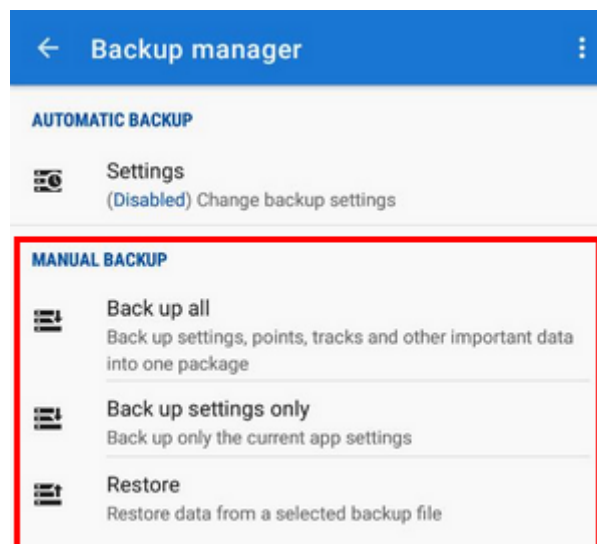 Backup manager
AUTOMATIC BACKUP
Settings
(Disabled) Change backup settings
MANUAL BACKUP
Back up all
Back up settings, points, tracks and other important data
into one package
Back up settings only
Back up only the current app settings
Restore
Restore data from a selected backup file